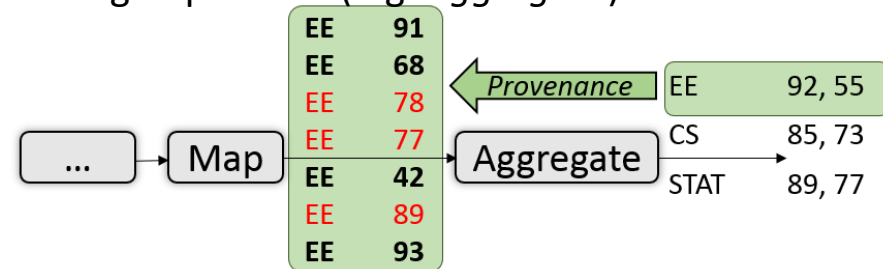 EE 91
EE 68
EE 78
EE 77
EE 42
EE 89
EE 93
Provenance
EE 92, 55
CS 85, 73
STAT 89, 77
...
Map
Aggregate